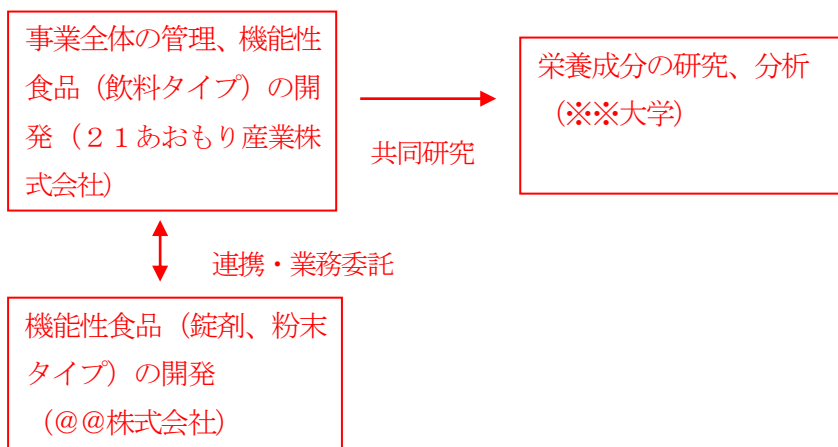 事業全体の管理、機能性
食品（飲料タイプ）の開
発（２１あおもり産業株
式会社）
共同研究
栄養成分の研究、分析
（※※大学）
連携・業務委託
機能性食品（錠剤、粉末
タイプ）の開発
（@@株式会社）